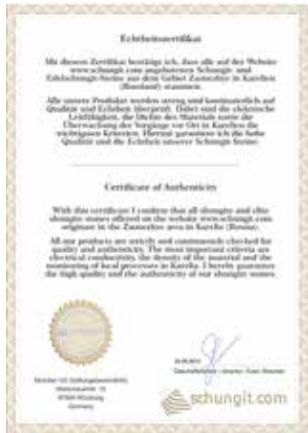 Echtheitszertifikat
Mit diesem Zertifikat bestätige ich, dass alle auf der Website
www.schungit.com angebotenen Schungit- und
Edelschungit-Steine aus dem Gebiet Zaonezhie in Karelien
(Russland) stammen.
Alle unsere Produkte werden streng und kontinuierlich auf
Qualität und Echtheit überprüft. Dabei sind die elektrische
Leitfähigkeit, die Dichte des Materials sowie die
Überwachung der Vorgänge vor Ort in Karelien die
wichtigsten Kriterien. Hiermit garantiere ich die hohe
Qualität und die Echtheit unserer Schungit-Steine.
Certificate of Authenticity
With this certificate I confirm that all shungite and elite
shungite stones offered on the website www.schungit.com
originate in the Zaonezhie area in Karelia (Russia).
All our products are strictly and continuously checked for
quality and authenticity. The most important criteria are
electrical conductivity, the density of the material and the
monitoring of local processes in Karelia. I hereby guarantee
the high quality and the authenticity of our shungite stones.
Würzburg
Germany
schungit.com